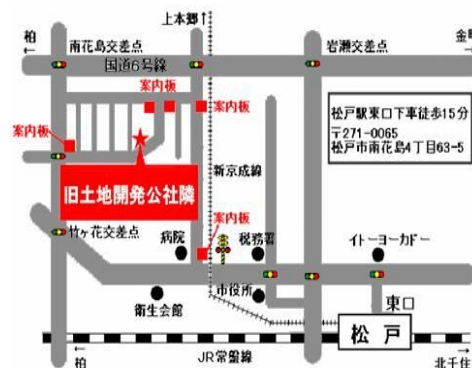 柏
上本郷
南花島交差点
岩瀬交差点
金町
国道6号線
案内板
案内板
案内板
松戸駅東口下車徒歩15分
〒271-0065
松戸市南花島4丁目63-5
新京成線
旧土地開発公社隣
竹ヶ花交差点
案内板
病院
税務署
イトーヨーカドー
市役所
衛生会館
東口
松戸
柏
JR常盤線
北千住